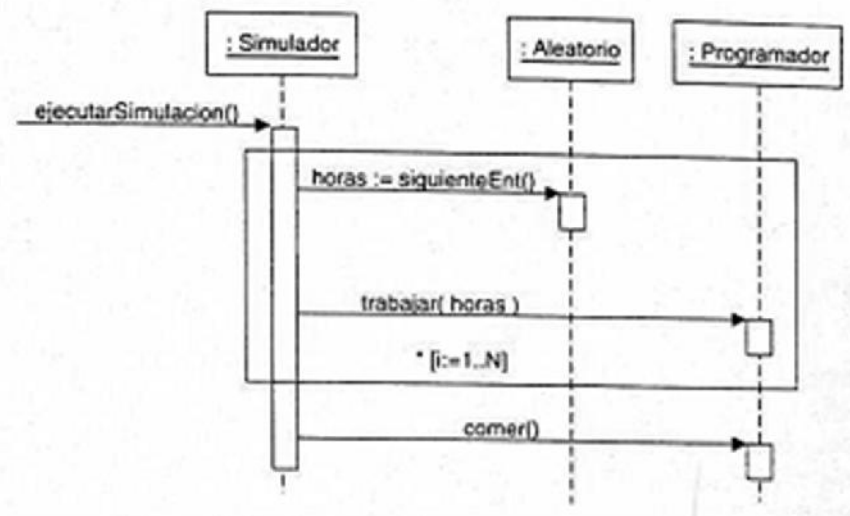 : Simulador
: Aleatorio
: Programador
ejecutarSimulacion()
horas := siguienteEnt()
trabajar( horas )
* [i:=1..N]
comer()